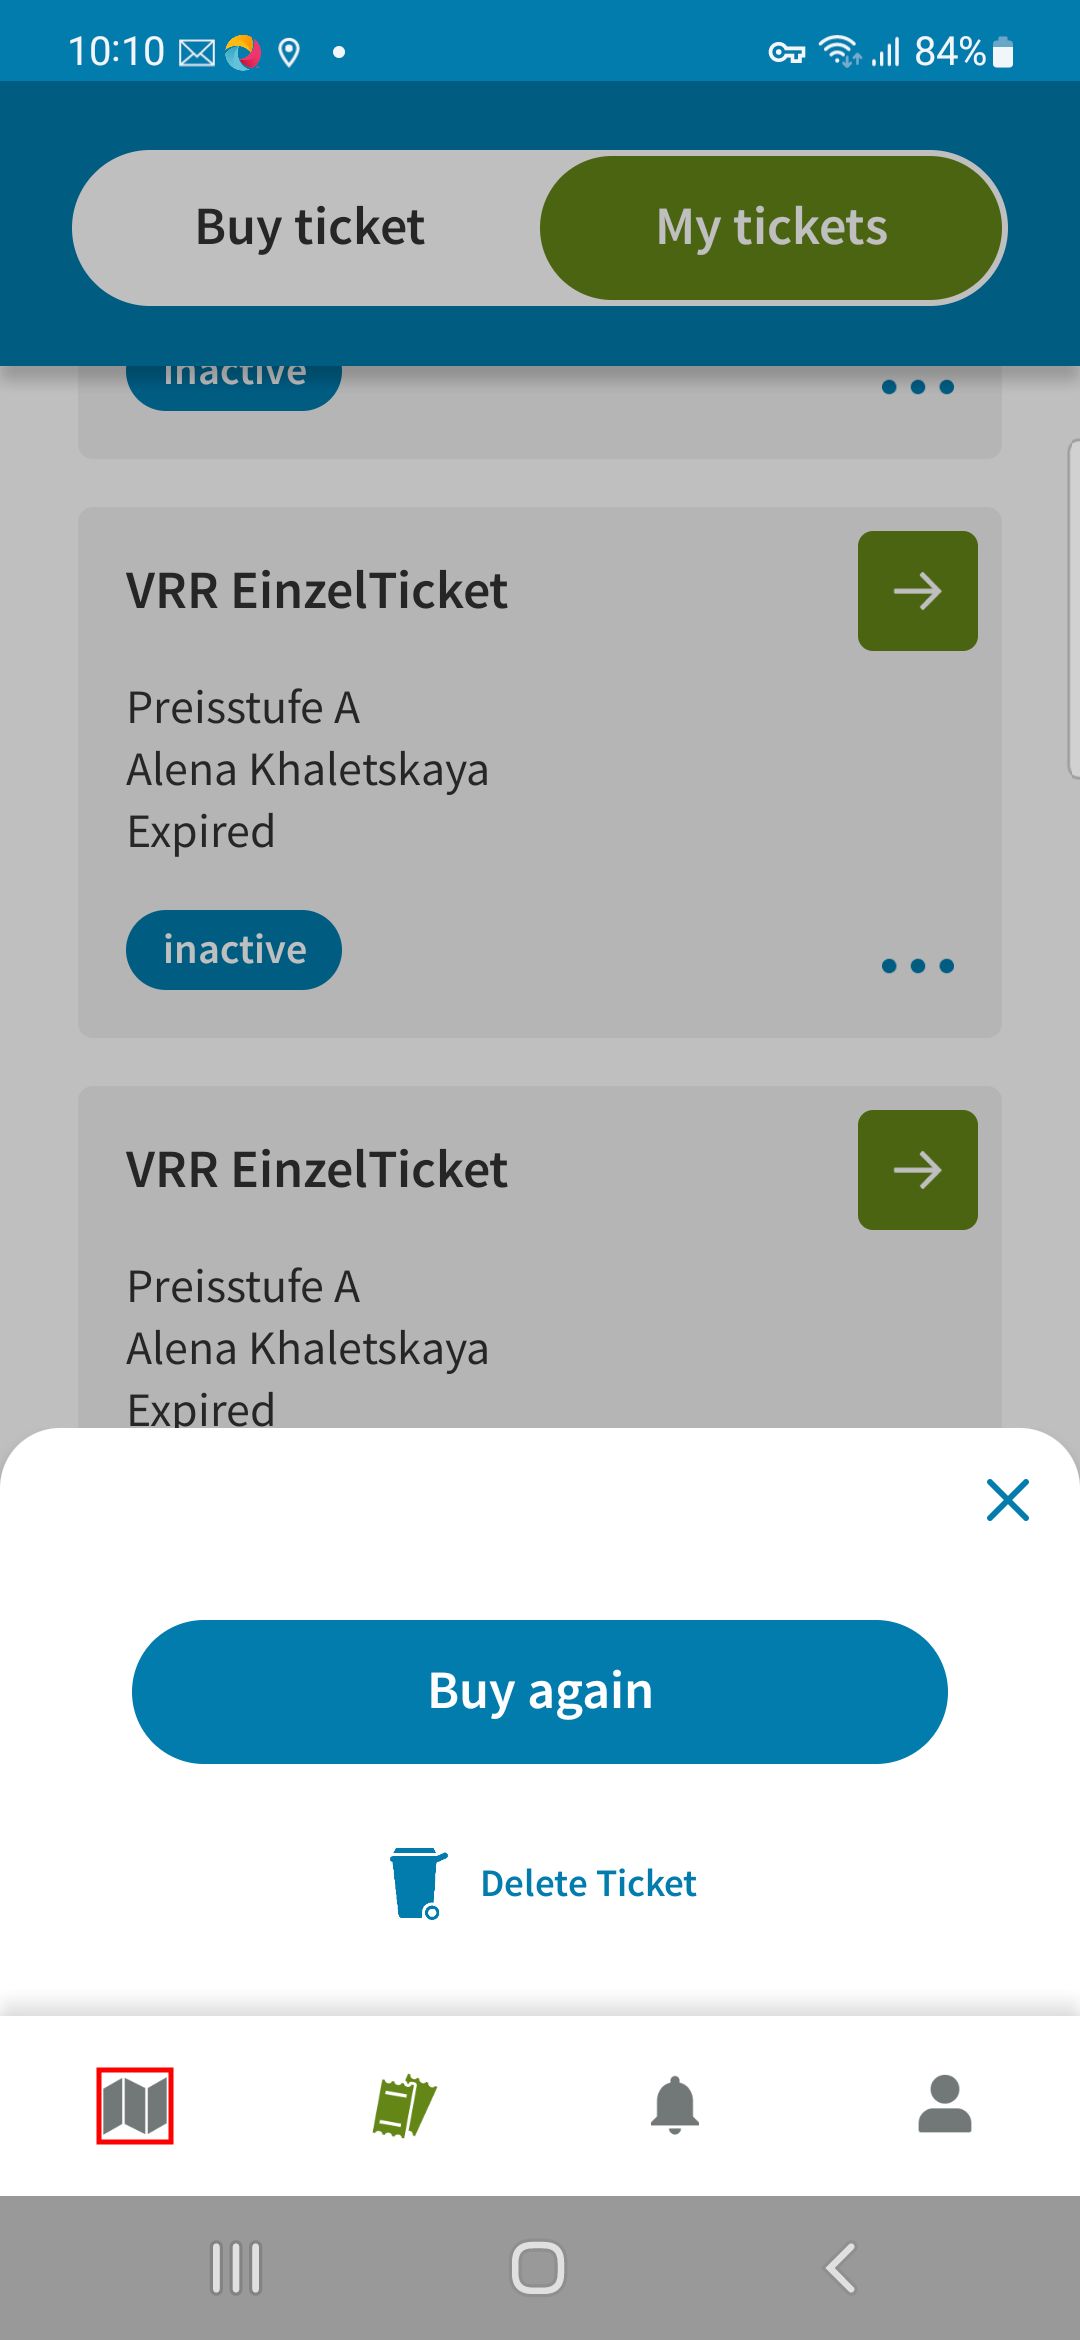 10:10
84%
Buy ticket
My tickets
inactive
VRR EinzelTicket
Preisstufe A
Alena Khaletskaya
Expired
inactive
VRR EinzelTicket
Preisstufe A
Alena Khaletskaya
Expired
Buy again
Delete Ticket